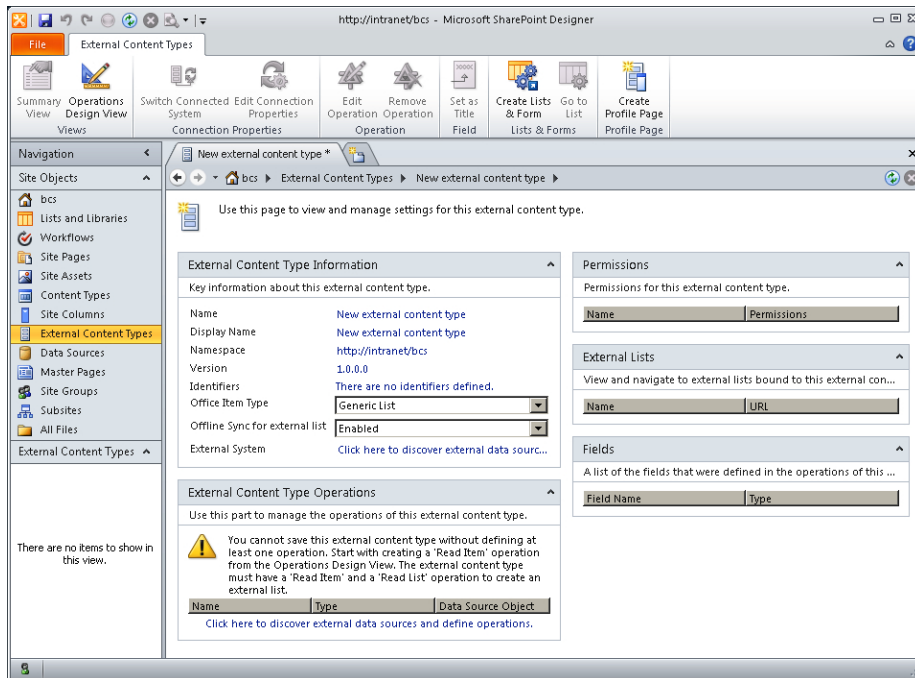 http://intranet/bcs - Microsoft SharePoint Designer
File External Content Types
Summary View
Operations Design View
Views
Switch Connected System
Edit Connection Properties
Connection Properties
Edit Operation
Remove Operation
Operation
Set as Title
Field
Create Lists & Form
Go to List
Lists & Forms
Create Profile Page
Profile Page
Navigation
Site Objects
bcs
Lists and Libraries
Workflows
Site Pages
Site Assets
Content Types
Site Columns
External Content Types
Data Sources
Master Pages
Site Groups
Subsites
All Files
External Content Types
There are no items to show in
this view.
New external content type *
bcs External Content Types New external content type
Use this page to view and manage settings for this external content type.
External Content Type Information
Key information about this external content type.
Name New external content type
Display Name New external content type
Namespace http://intranet/bcs
Version 1.0.0.0
Identifiers There are no identifiers defined.
Office Item Type Generic List
Offline Sync for external list Enabled
External System Click here to discover external data sourc...
External Content Type Operations
Use this part to manage the operations of this external content type.
You cannot save this external content type without defining at
least one operation. Start with creating a 'Read Item' operation
from the Operations Design View. The external content type
must have a 'Read Item' and a 'Read List' operation to create an
external list.
Name Type Data Source Object
Click here to discover external data sources and define operations.
Permissions
Permissions for this external content type.
Name Permissions
External Lists
View and navigate to external lists bound to this external con...
Name URL
Fields
A list of the fields that were defined in the operations of this ...
Field Name Type